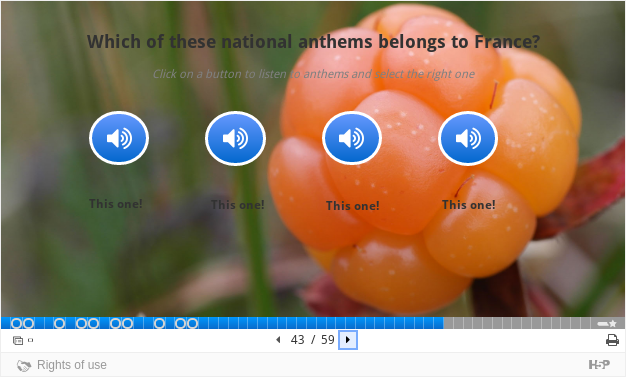 Which of these national anthems belongs to France?
Click on a button to listen to anthems and select the right one
This one! This one! This one! This one!
43 / 59
Rights of use H5P